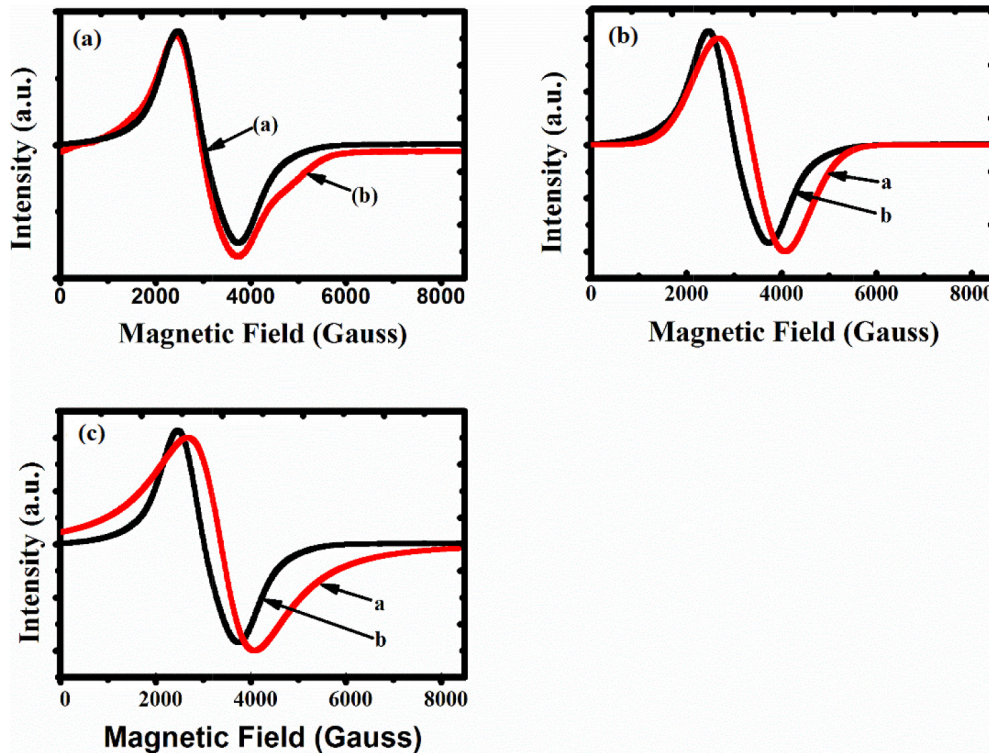 (a)
(a)
(b)
Intensity (a.u.)
0 2000 4000 6000 8000
Magnetic Field (Gauss)
(b)
a
b
Intensity (a.u.)
0 2000 4000 6000 8000
Magnetic Field (Gauss)
(c)
a
b
Intensity (a.u.)
0 2000 4000 6000 8000
Magnetic Field (Gauss)